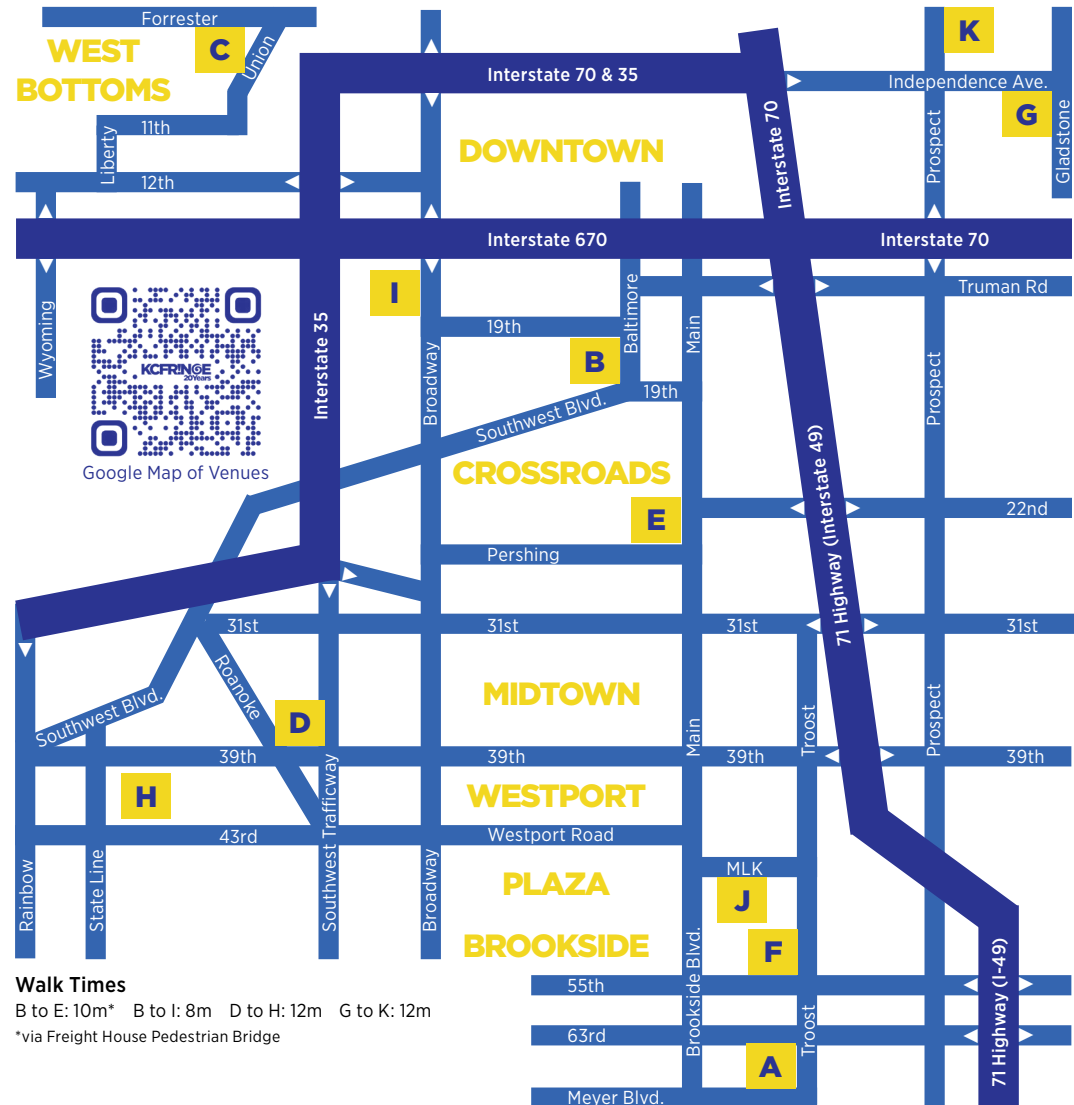 Forrester
WEST
BOTTOMS
C
Union
K
Interstate 70 & 35
Independence Ave.
Interstate 70
G
Prospect
Gladstone
11th
Liberty
DOWNTOWN
12th
Interstate 670
Interstate 70
Wyoming
KCFR!NGE
20Years
Google Map of Venues
Interstate 35
I
Broadway
19th
Baltimore
Main
Truman Rd
B
19th
Prospect
Southwest Blvd.
CROSSROADS
E
22nd
Pershing
71 Highway (Interstate 49)
31st
31st
31st
31st
Roanoke
Southwest Blvd.
D
MIDTOWN
Main
Troost
Prospect
39th
39th
39th
39th
H
WESTPORT
43rd
Westport Road
Rainbow
State Line
Southwest Trafficway
Broadway
MLK
PLAZA
J
BROOKSIDE
F
Brookside Blvd.
55th
63rd
Troost
A
71 Highway (I-49)
Meyer Blvd.
Walk Times
B to E: 10m* B to I: 8m D to H: 12m G to K: 12m
*via Freight House Pedestrian Bridge